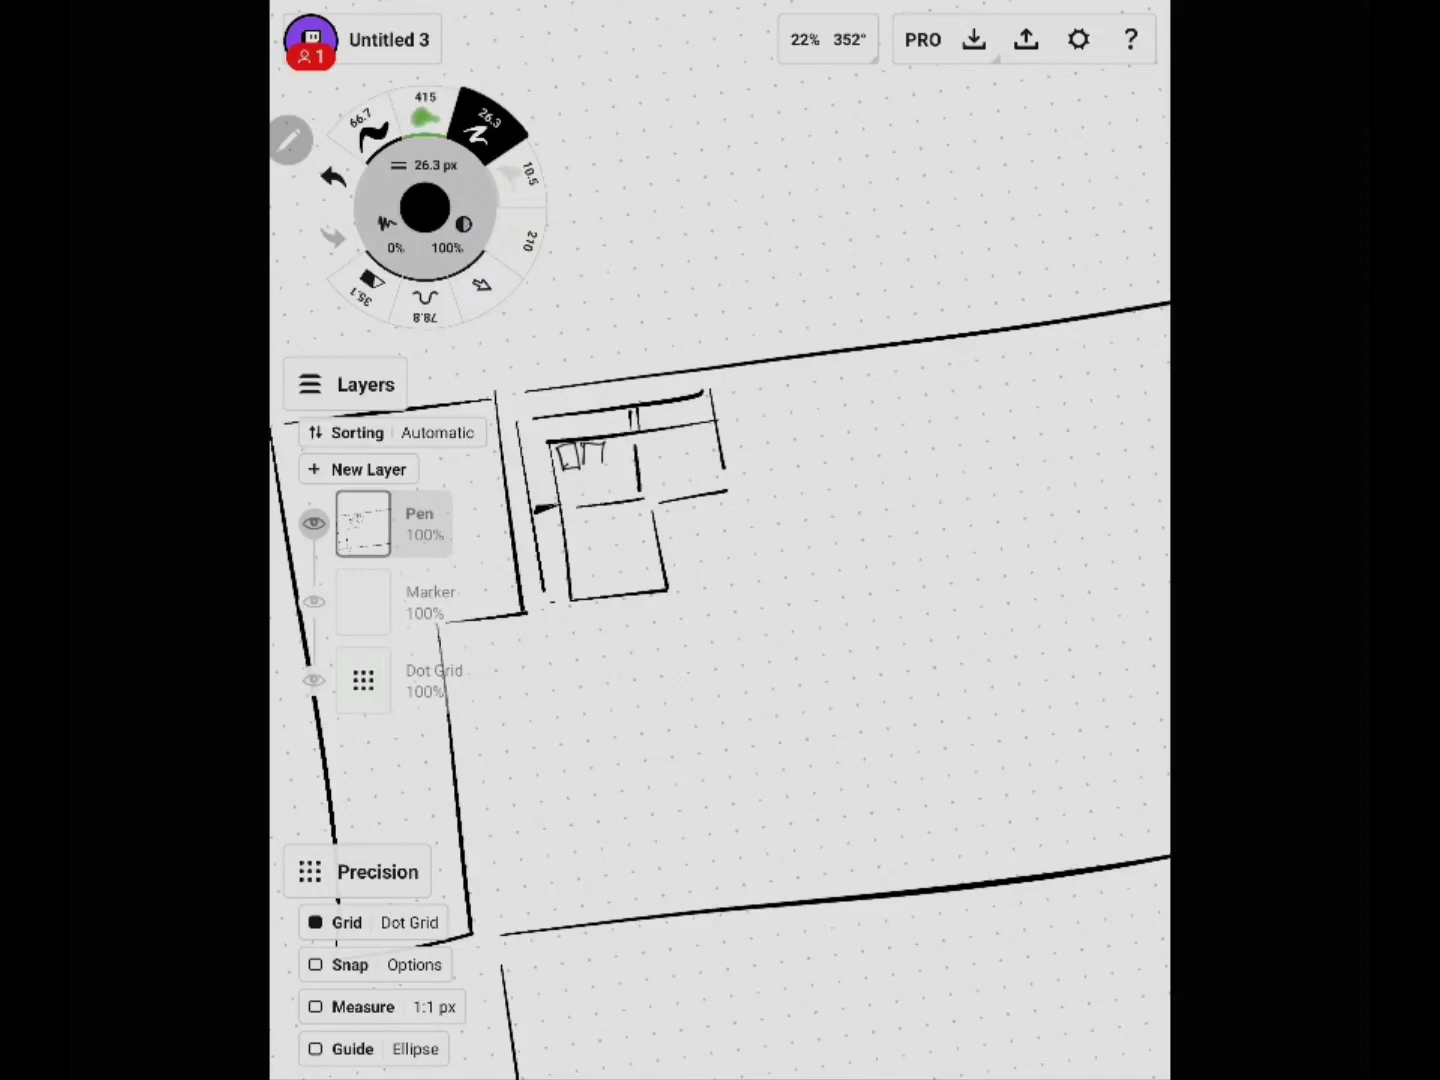 Untitled 3
1
22% 352°
PRO
?
66.7
415
26.3
10.5
210
26.3 px
0% 100%
35.1
78.8
Layers
Sorting Automatic
+ New Layer
Pen
100%
Marker
100%
Dot Grid
100%
Precision
Grid Dot Grid
Snap Options
Measure 1:1 px
Guide Ellipse